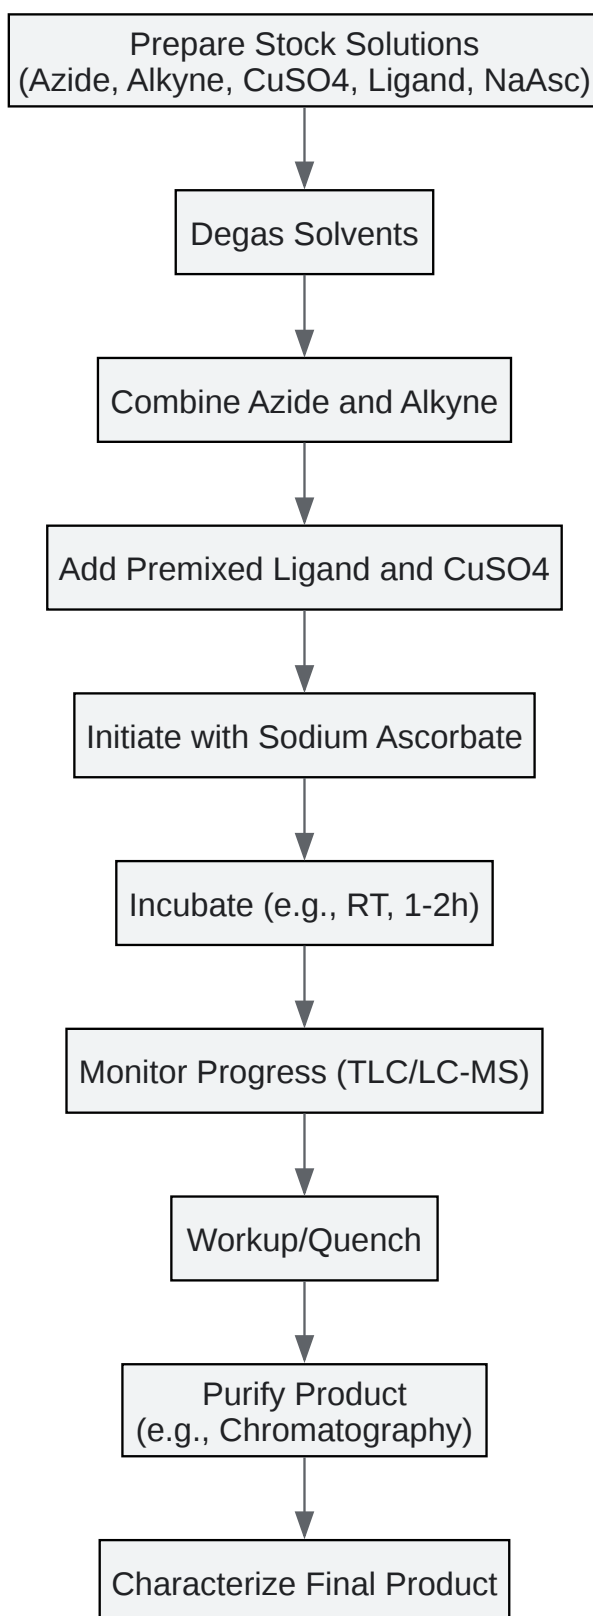 Prepare Stock Solutions
(Azide, Alkyne, CuSO4, Ligand, NaAsc)
Degas Solvents
Combine Azide and Alkyne
Add Premixed Ligand and CuSO4
Initiate with Sodium Ascorbate
Incubate (e.g., RT, 1-2h)
Monitor Progress (TLC/LC-MS)
Workup/Quench
Purify Product
(e.g., Chromatography)
Characterize Final Product